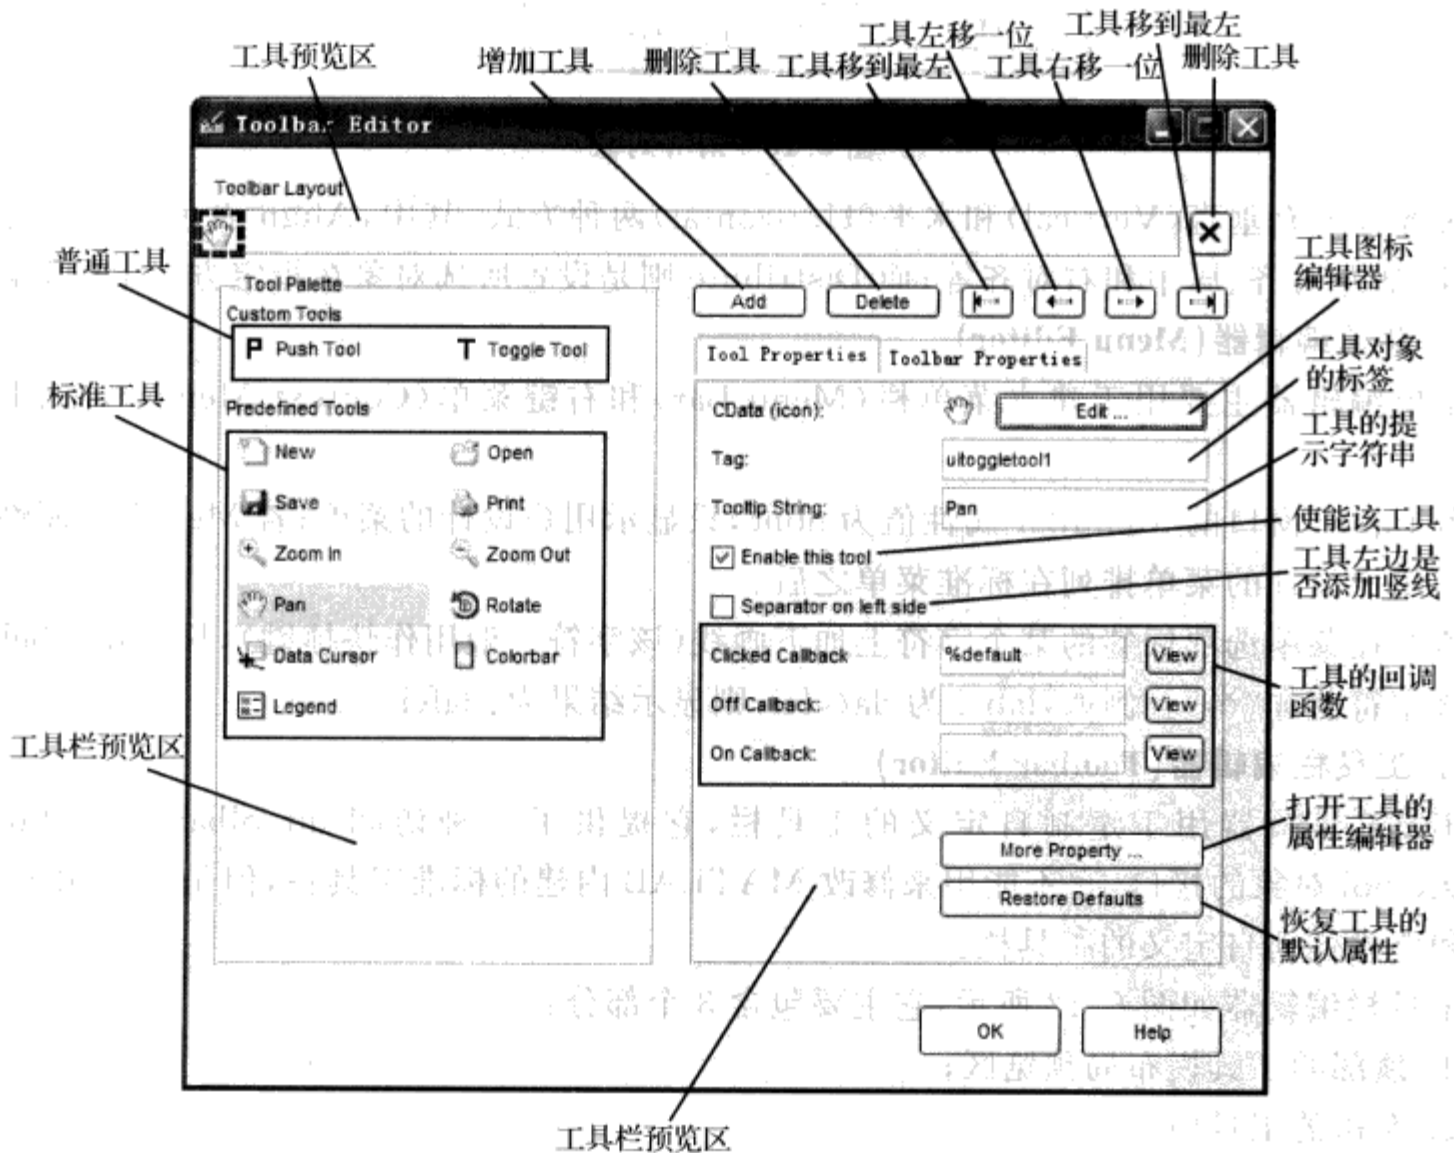 工具预览区
增加工具
删除工具
工具移到最左
工具左移一位
工具右移一位
工具移到最左
删除工具
Toolbar Editor
Toolbar Layout
普通工具
Tool Palette
Custom Tools
P Push Tool
T Toggle Tool
标准工具
Predefined Tools
New
Open
Save
Print
Zoom In
Zoom Out
Pan
Rotate
Data Cursor
Colorbar
Legend
工具栏预览区
Add
Delete
Tool Properties
Toolbar Properties
CData (icon):
Edit ...
Tag:
uitoggletool1
Tooltip String:
Pan
Enable this tool
Separator on left side
Clicked Callback
%default
View
Off Callback:
View
On Callback:
View
More Property ...
Restore Defaults
OK
Help
工具图标
编辑器
工具对象
的标签
工具的提
示字符串
使能该工具
工具左边是
否添加竖线
工具的回调
函数
打开工具的
属性编辑器
恢复工具的
默认属性
工具栏预览区